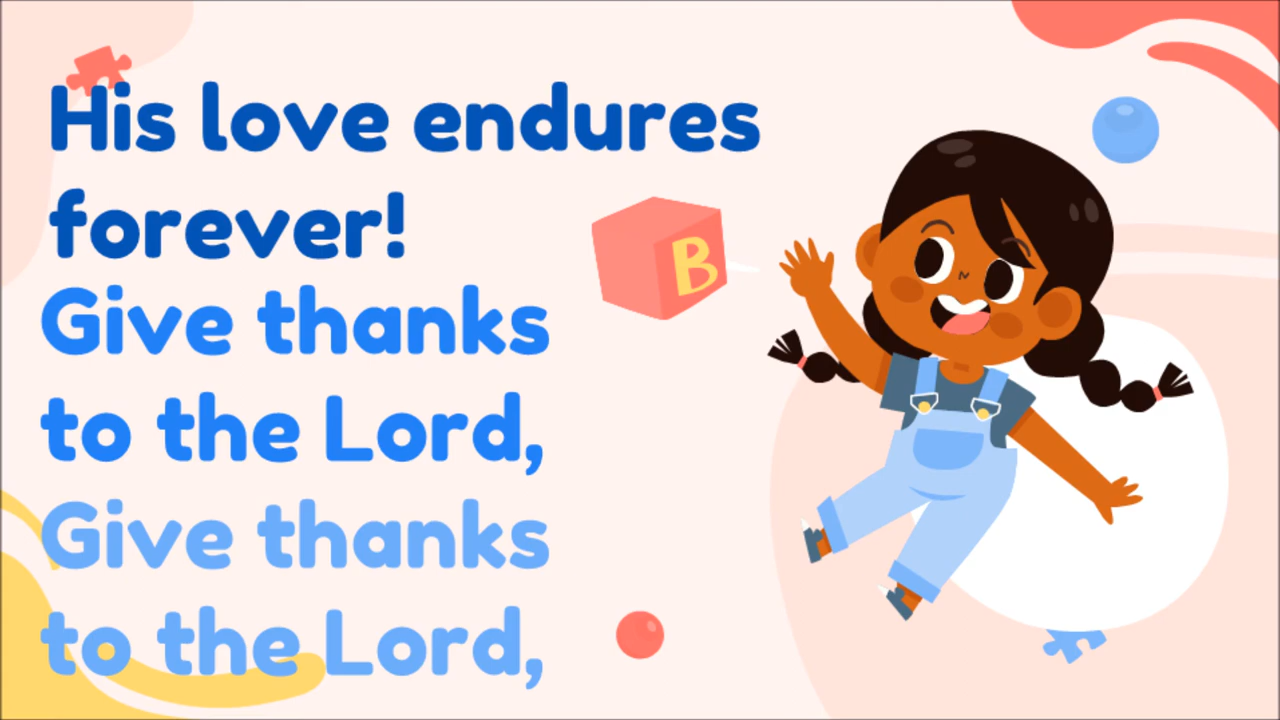 His love endures
forever!
B
Give thanks
to the Lord,
Give thanks
to the Lord,